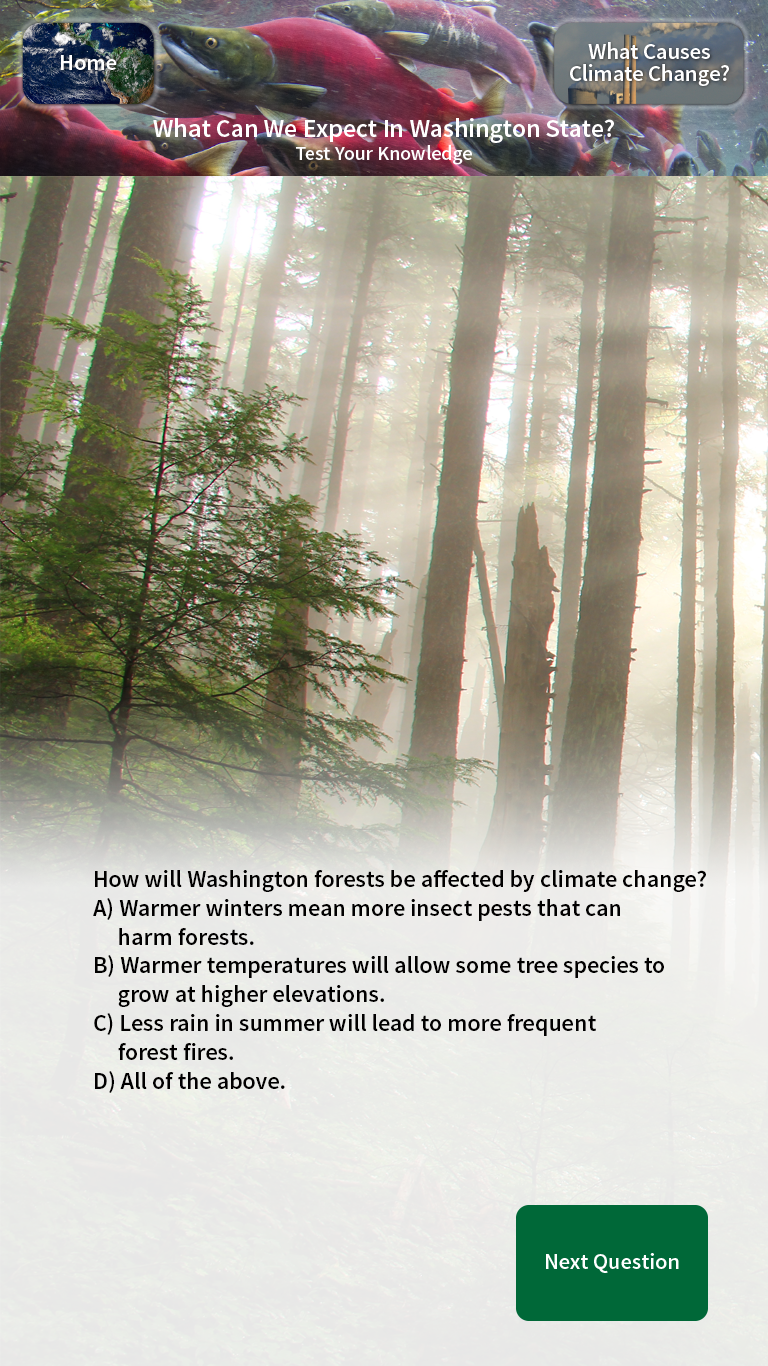 Home
What Causes
Climate Change?
What Can We Expect In Washington State?
Test Your Knowledge
How will Washington forests be affected by climate change?
A) Warmer winters mean more insect pests that can
harm forests.
B) Warmer temperatures will allow some tree species to
grow at higher elevations.
C) Less rain in summer will lead to more frequent
forest fires.
D) All of the above.
Next Question